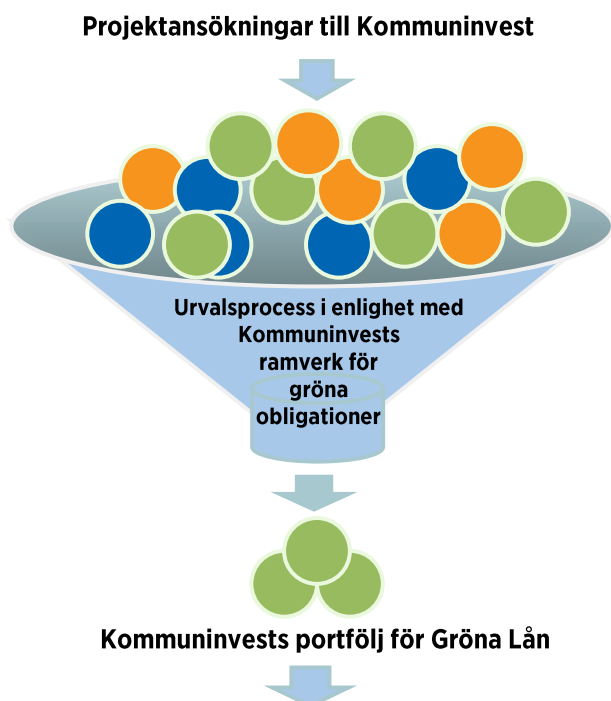 Projektansökningar till Kommuninvest
Urvalsprocess i enlighet med
Kommuninvests
ramverk för
gröna
obligationer
Kommuninvests portfölj för Gröna Lån